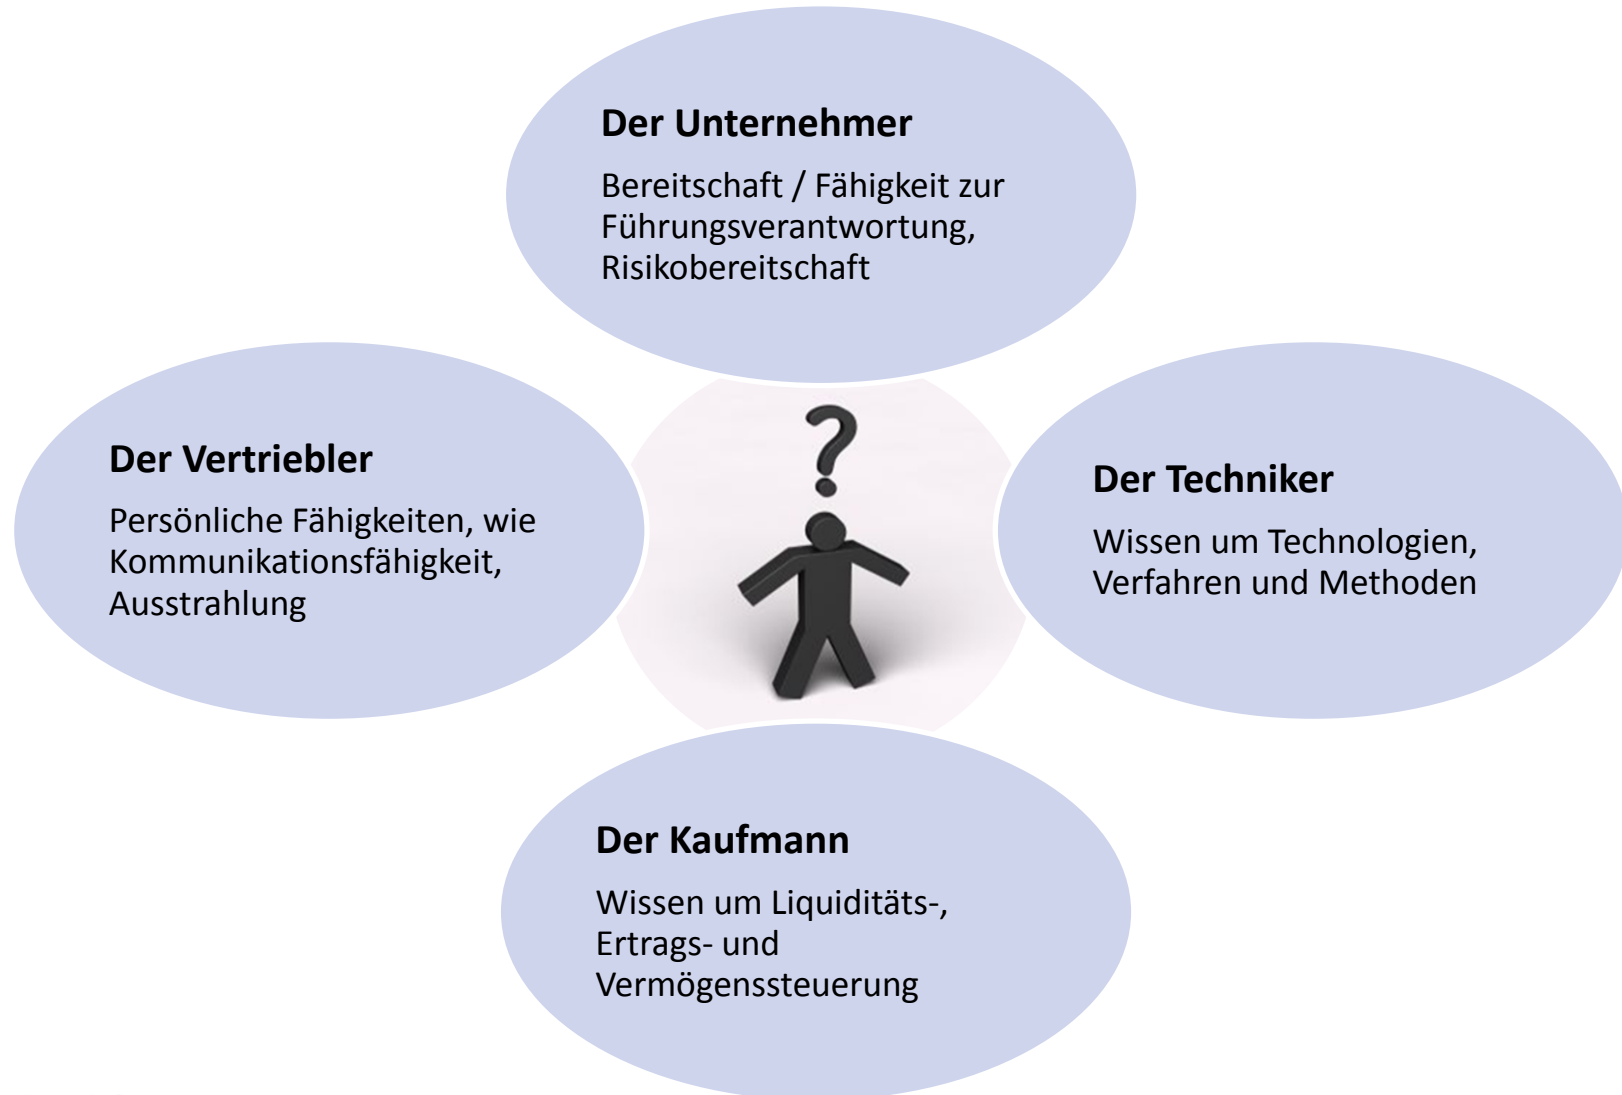 Der Unternehmer
Bereitschaft / Fähigkeit zur
Führungsverantwortung,
Risikobereitschaft
Der Vertriebler
Persönliche Fähigkeiten, wie
Kommunikationsfähigkeit,
Ausstrahlung
?
Der Techniker
Wissen um Technologien,
Verfahren und Methoden
Der Kaufmann
Wissen um Liquiditäts-,
Ertrags- und
Vermögenssteuerung